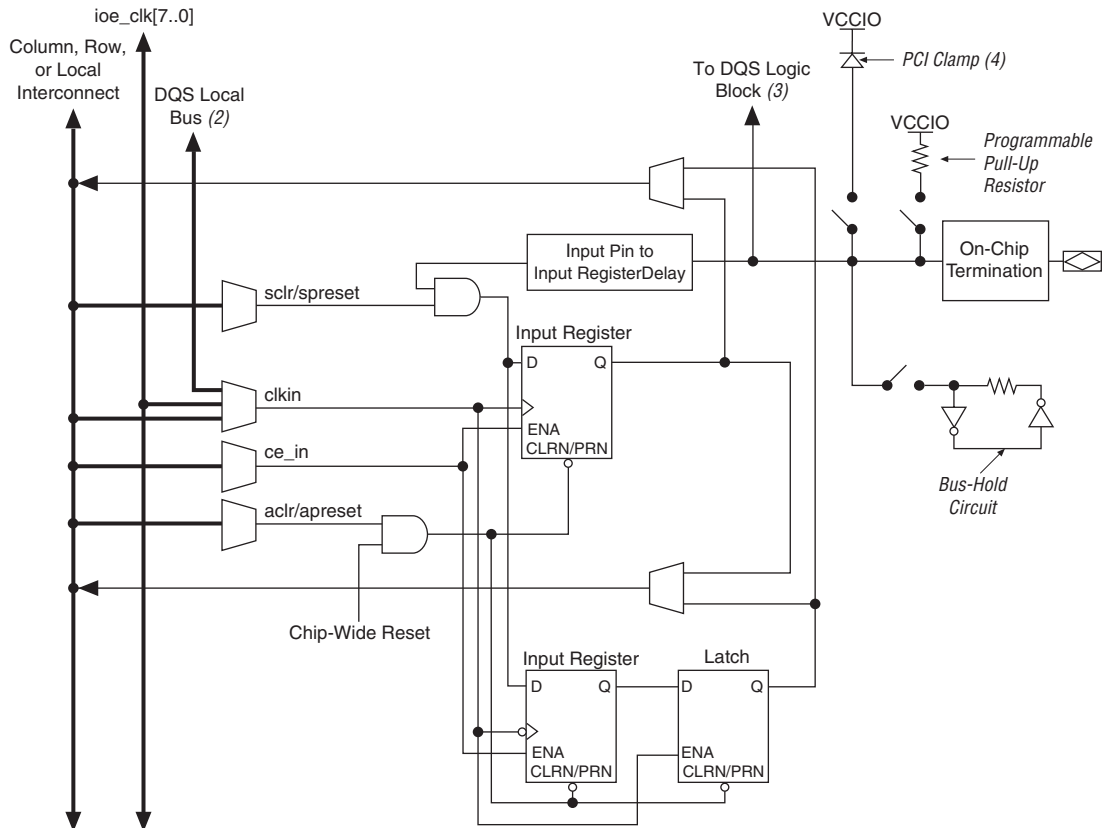 ioe_clk[7..0]
Column, Row,
or Local
Interconnect
DQS Local
Bus (2)
To DQS Logic
Block (3)
VCCIO
PCI Clamp (4)
VCCIO
Programmable
Pull-Up
Resistor
Input Pin to
Input RegisterDelay
On-Chip
Termination
sclr/spreset
Input Register
D
Q
clkin
ENA
CLRN/PRN
ce_in
aclr/apreset
Bus-Hold
Circuit
Chip-Wide Reset
Input Register
D
Q
ENA
CLRN/PRN
Latch
D
Q
ENA
CLRN/PRN